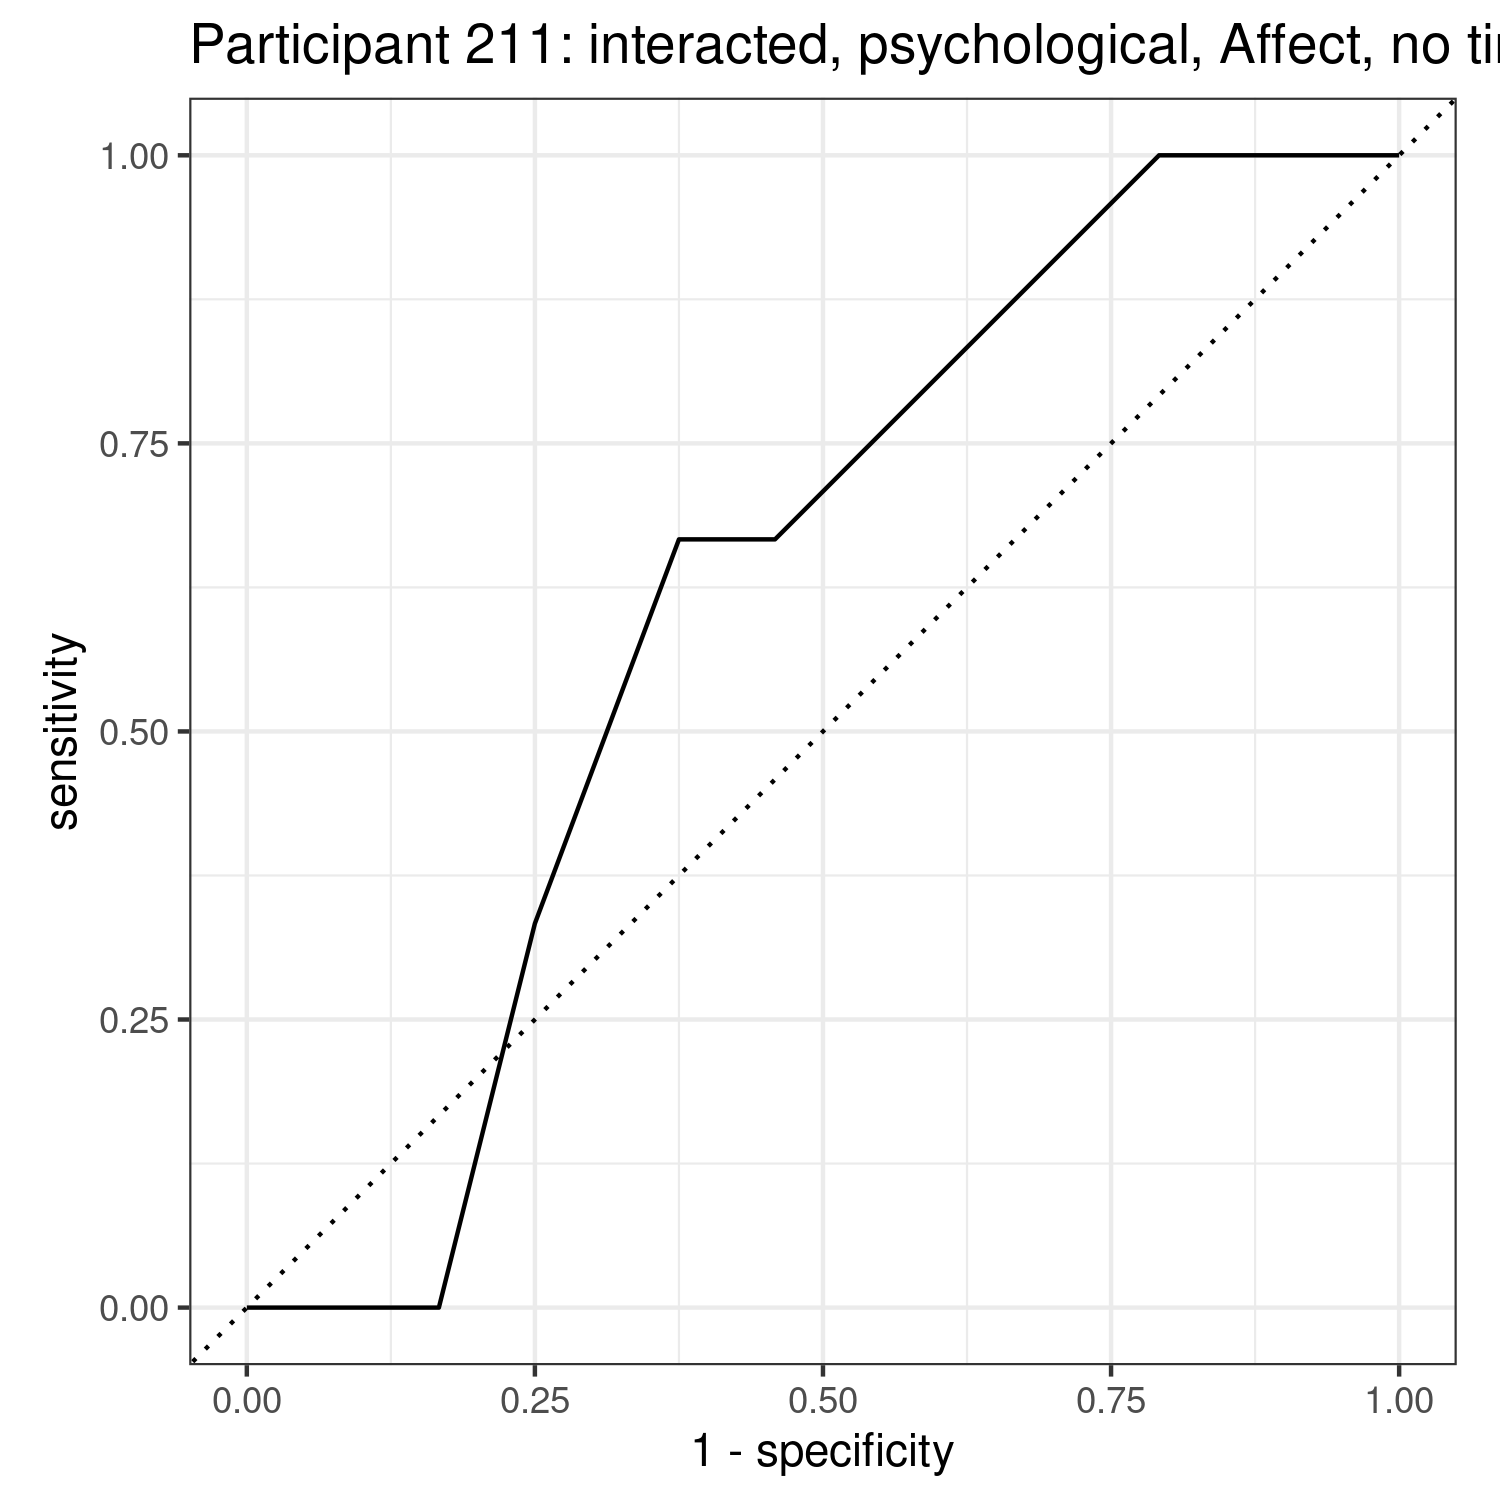 Participant 211: interacted, psychological, Affect, no
1.00
0.75
0.50
0.25
0.00
sensitivity
0.00 0.25 0.50 0.75 1.00
1 - specificity